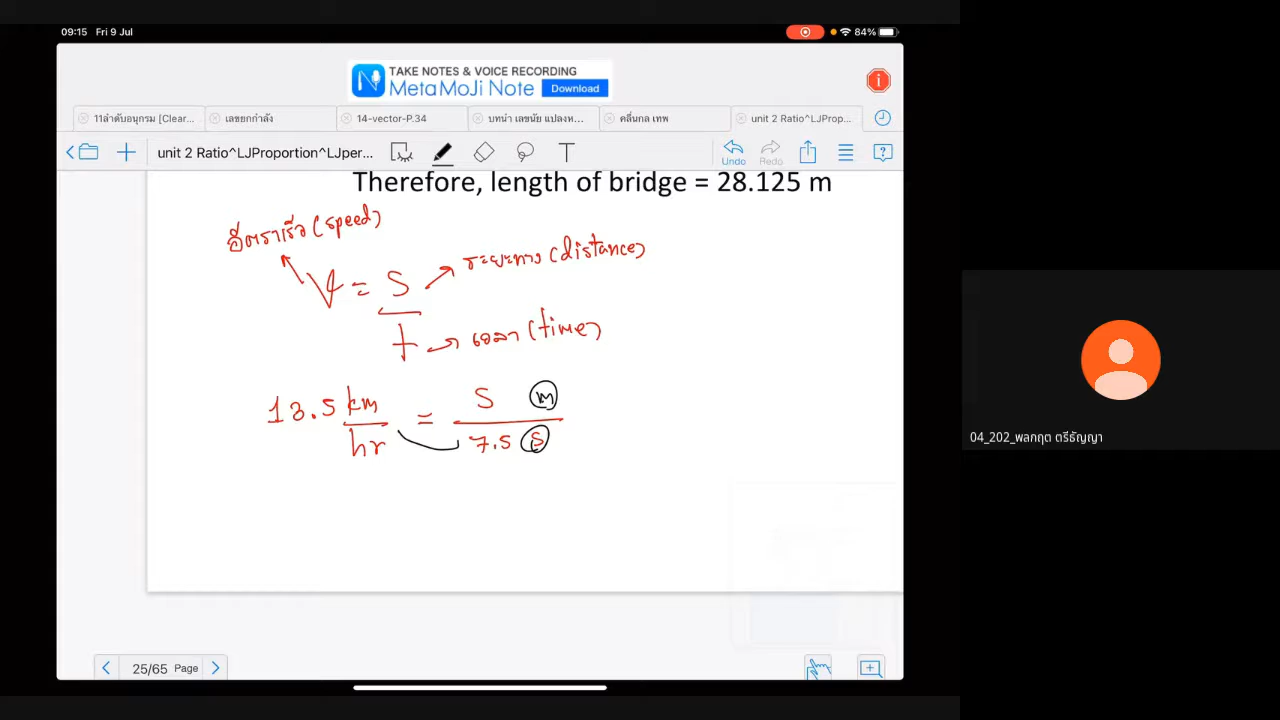 09:15 Fri 9 Jul
84%
TAKE NOTES & VOICE RECORDING
MetaMoJi Note Download
11ลำดับอนุกรม [Clear... เลขยกกำลัง 14-vector-P.34 บทนำ เลขนัย แปลงห... คลื่นกล เทพ unit 2 Ratio^LJPropo...
unit 2 Ratio^LJProportion^LJper... T Undo Redo
Therefore, length of bridge = 28.125 m
อัตราเร็ว (speed)
V = S ระยะทาง (distance)
t เวลา (time)
13.5 km = S m
hr 7.5 s
04_202_พลกฤต ตรีธัญญา
25/65 Page